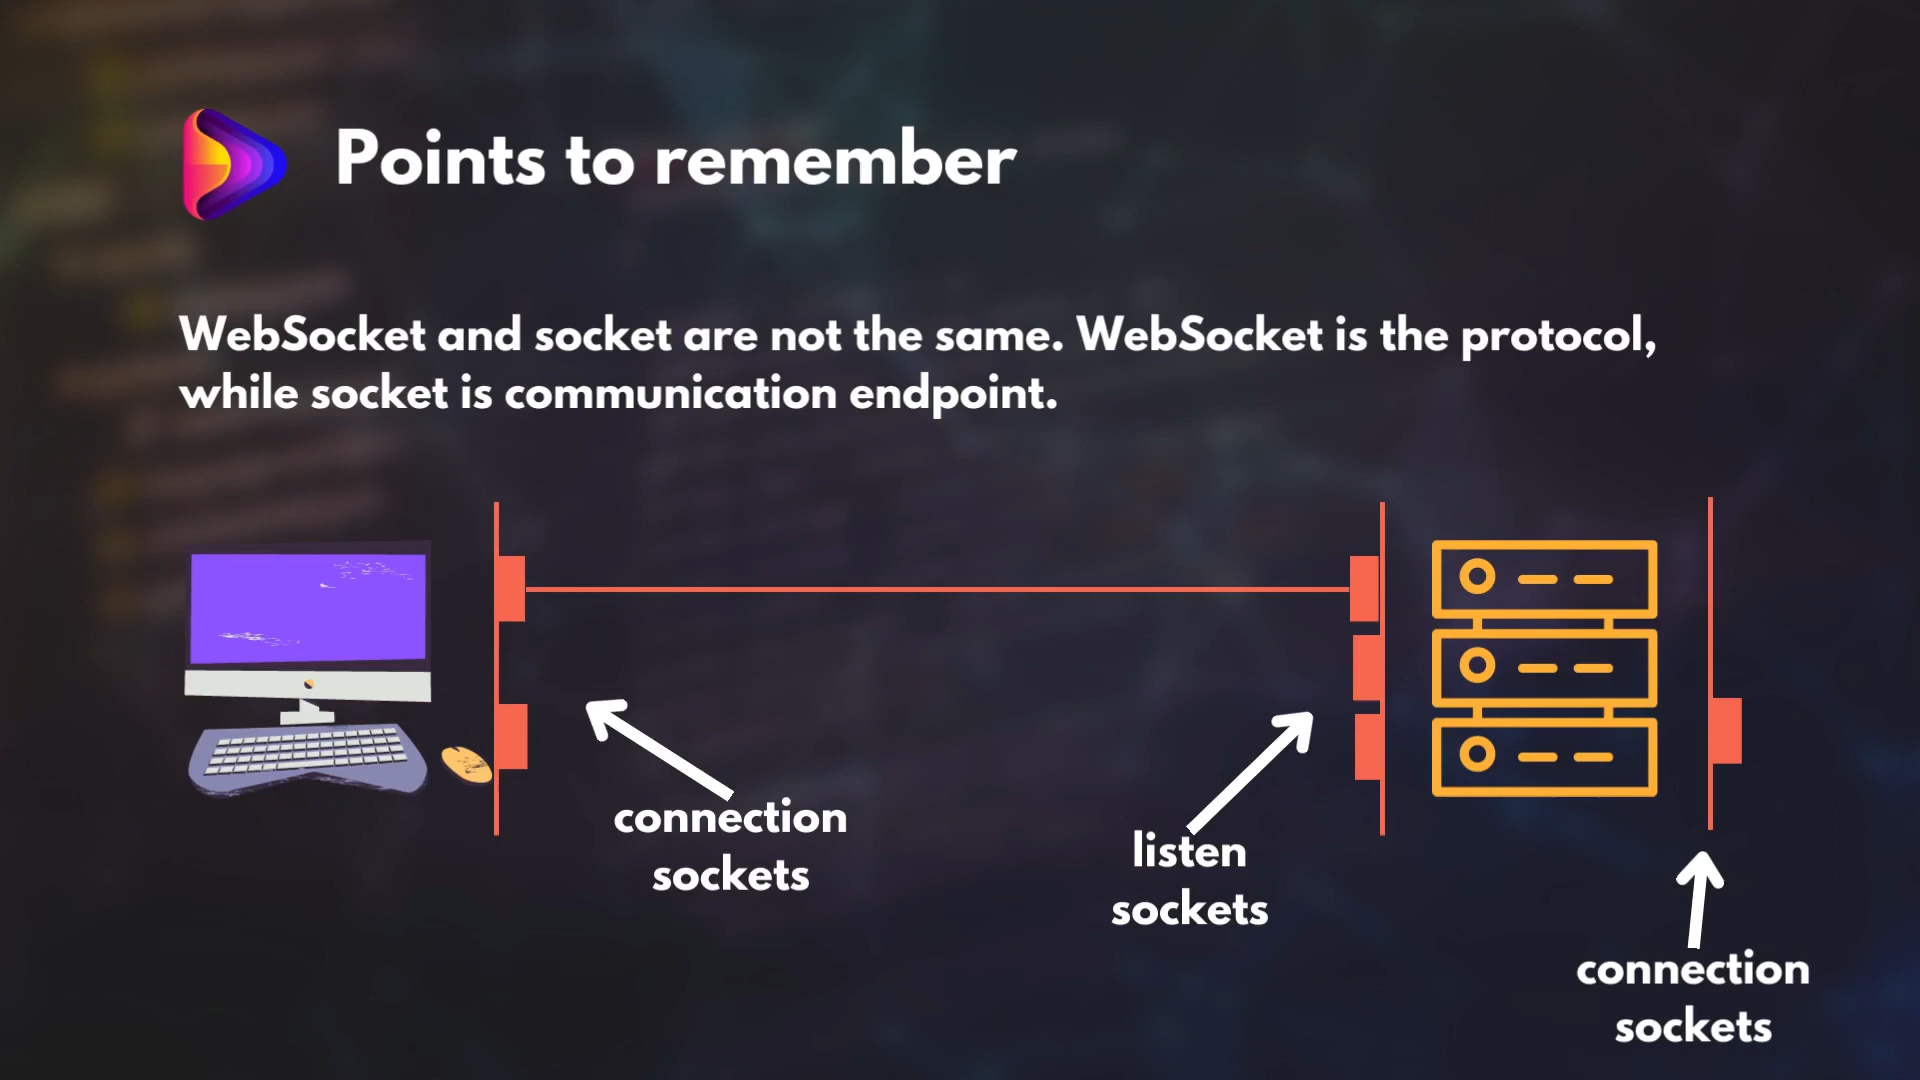 Points to remember
WebSocket and socket are not the same. WebSocket is the protocol,
while socket is communication endpoint.
connection
sockets
listen
sockets
connection
sockets